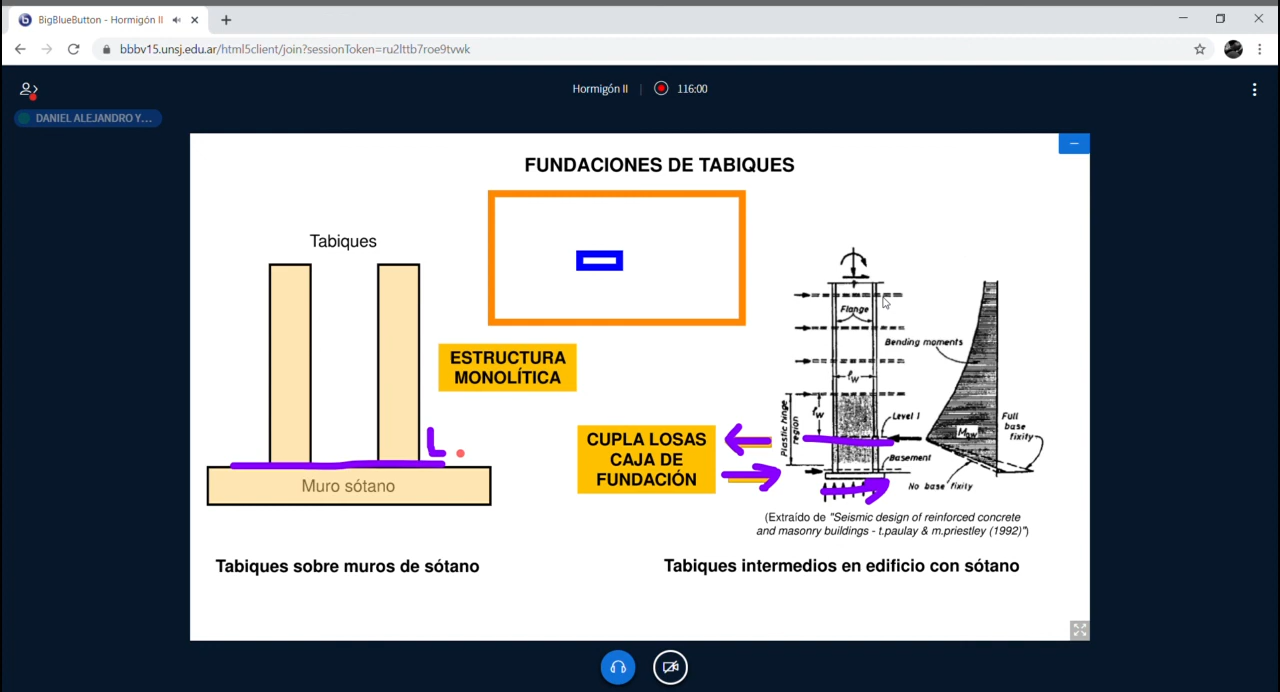 BigBlueButton - Hormigón II
bbbv15.unsj.edu.ar/html5client/join?sessionToken=ru2lttb7roe9tvwk
Hormigón II
116:00
DANIEL ALEJANDRO Y...
FUNDACIONES DE TABIQUES
Tabiques
Muro sótano
ESTRUCTURA
MONOLÍTICA
CUPLA LOSAS
CAJA DE
FUNDACIÓN
Flange
Bending moments
ℓw
ℓw
Plastic hinge
region
Level 1
Basement
Full
base
fixity
No base fixity
(Extraído de "Seismic design of reinforced concrete
and masonry buildings - t.paulay & m.priestley (1992)")
Tabiques sobre muros de sótano
Tabiques intermedios en edificio con sótano